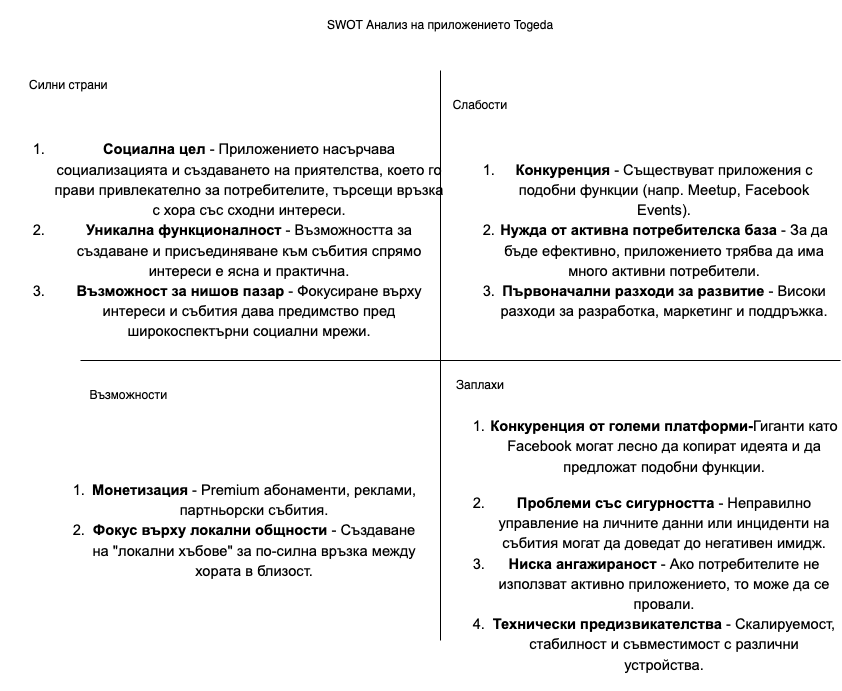 SWOT Анализ на приложението Togeda
Силни страни
1. Социална цел - Приложението насърчава
социализацията и създаването на приятелства, което го
прави привлекателно за потребителите, търсещи връзка
с хора със сходни интереси.
2. Уникална функционалност - Възможността за
създаване и присъединяване към събития спрямо
интереси е ясна и практична.
3. Възможност за нишов пазар - Фокусиране върху
интереси и събития дава предимство пред
широкоспектърни социални мрежи.
Слабости
1. Конкуренция - Съществуват приложения с
подобни функции (напр. Meetup, Facebook
Events).
2. Нужда от активна потребителска база - За да
бъде ефективно, приложението трябва да има
много активни потребители.
3. Първоначални разходи за развитие - Високи
разходи за разработка, маркетинг и поддръжка.
Възможности
1. Монетизация - Premium абонаменти, реклами,
партньорски събития.
2. Фокус върху локални общности - Създаване
на "локални хъбове" за по-силна връзка между
хората в близост.
Заплахи
1. Конкуренция от големи платформи-Гиганти като
Facebook могат лесно да копират идеята и да
предложат подобни функции.
2. Проблеми със сигурността - Неправилно
управление на личните данни или инциденти на
събития могат да доведат до негативен имидж.
3. Ниска ангажираност - Ако потребителите не
използват активно приложението, то може да се
провали.
4. Технически предизвикателства - Скалируемост,
стабилност и съвместимост с различни
устройства.